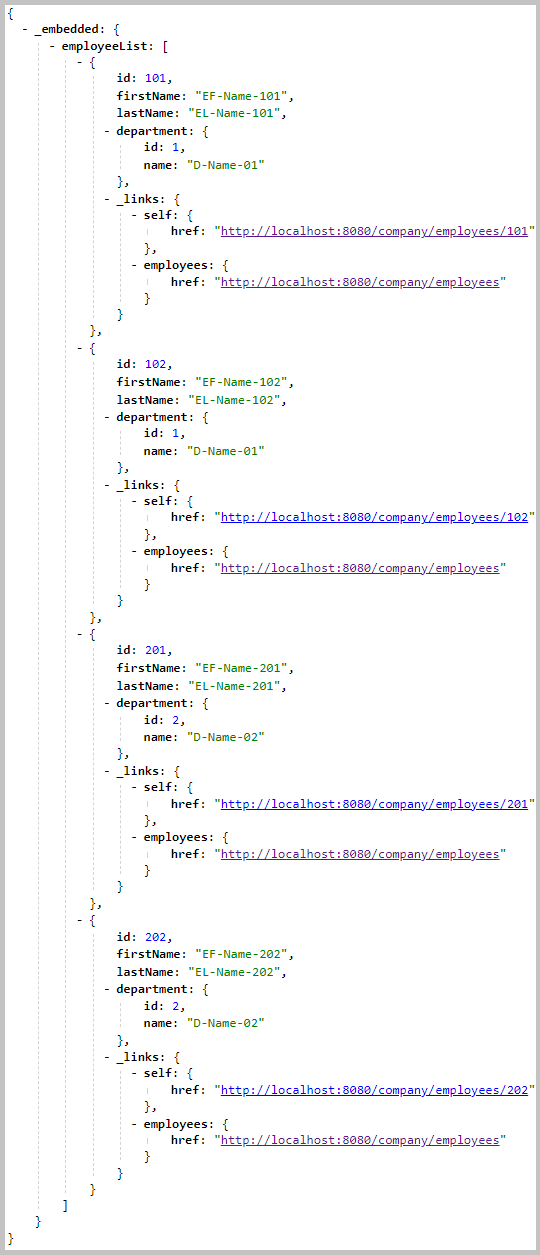 {
- _embedded: {
- employeeList: [
- {
id: 101,
firstName: "EF-Name-101",
lastName: "EL-Name-101",
- department: {
id: 1,
name: "D-Name-01"
},
- _links: {
- self: {
href: "http://localhost:8080/company/employees/101"
},
- employees: {
href: "http://localhost:8080/company/employees"
}
}
},
- {
id: 102,
firstName: "EF-Name-102",
lastName: "EL-Name-102",
- department: {
id: 1,
name: "D-Name-01"
},
- _links: {
- self: {
href: "http://localhost:8080/company/employees/102"
},
- employees: {
href: "http://localhost:8080/company/employees"
}
}
},
- {
id: 201,
firstName: "EF-Name-201",
lastName: "EL-Name-201",
- department: {
id: 2,
name: "D-Name-02"
},
- _links: {
- self: {
href: "http://localhost:8080/company/employees/201"
},
- employees: {
href: "http://localhost:8080/company/employees"
}
}
},
- {
id: 202,
firstName: "EF-Name-202",
lastName: "EL-Name-202",
- department: {
id: 2,
name: "D-Name-02"
},
- _links: {
- self: {
href: "http://localhost:8080/company/employees/202"
},
- employees: {
href: "http://localhost:8080/company/employees"
}
}
}
]
}
}